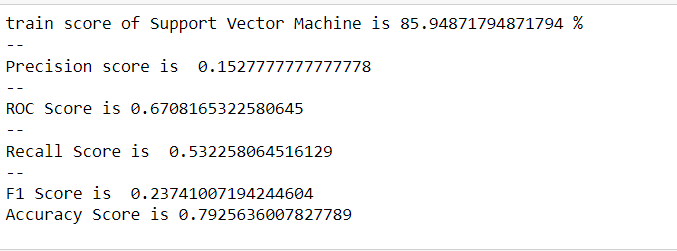 train score of Support Vector Machine is 85.94871794871794 %
--
Precision score is  0.1527777777777778
--
ROC Score is 0.6708165322580645
--
Recall Score is  0.532258064516129
--
F1 Score is  0.23741007194244604
Accuracy Score is 0.7925636007827789